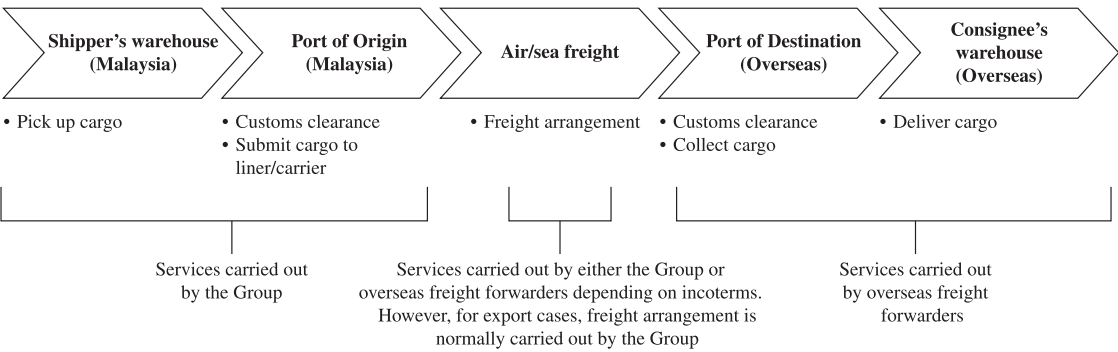 Shipper’s warehouse
(Malaysia)
Port of Origin
(Malaysia)
Air/sea freight
Port of Destination
(Overseas)
Consignee’s
warehouse
(Overseas)
• Pick up cargo
• Customs clearance
• Submit cargo to
liner/carrier
• Freight arrangement
• Customs clearance
• Collect cargo
• Deliver cargo
Services carried out
by the Group
Services carried out by either the Group or
overseas freight forwarders depending on incoterms.
However, for export cases, freight arrangement is
normally carried out by the Group
Services carried out
by overseas freight
forwarders